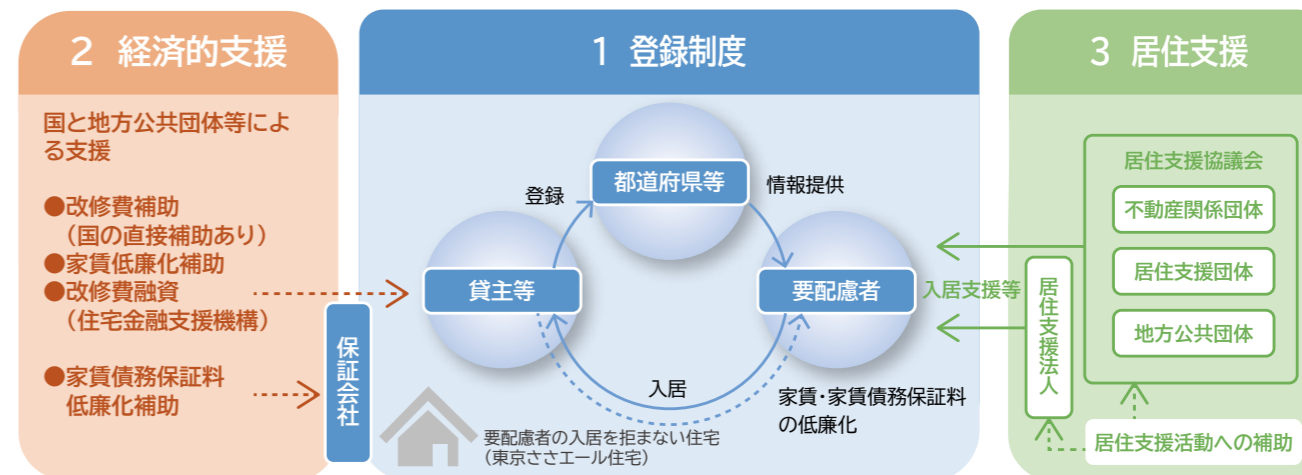 2 経済的支援
国と地方公共団体等によ
る支援
●改修費補助
（国の直接補助あり）
●家賃低廉化補助
●改修費融資
（住宅金融支援機構）
●家賃債務保証料
低廉化補助
保証会社
1 登録制度
都道府県等
登録
情報提供
貸主等
要配慮者
入居
家賃・家賃債務保証料
の低廉化
要配慮者の入居を拒まない住宅
（東京ささエール住宅）
3 居住支援
居住支援協議会
不動産関係団体
居住支援団体
地方公共団体
入居支援等
居住支援法人
居住支援活動への補助